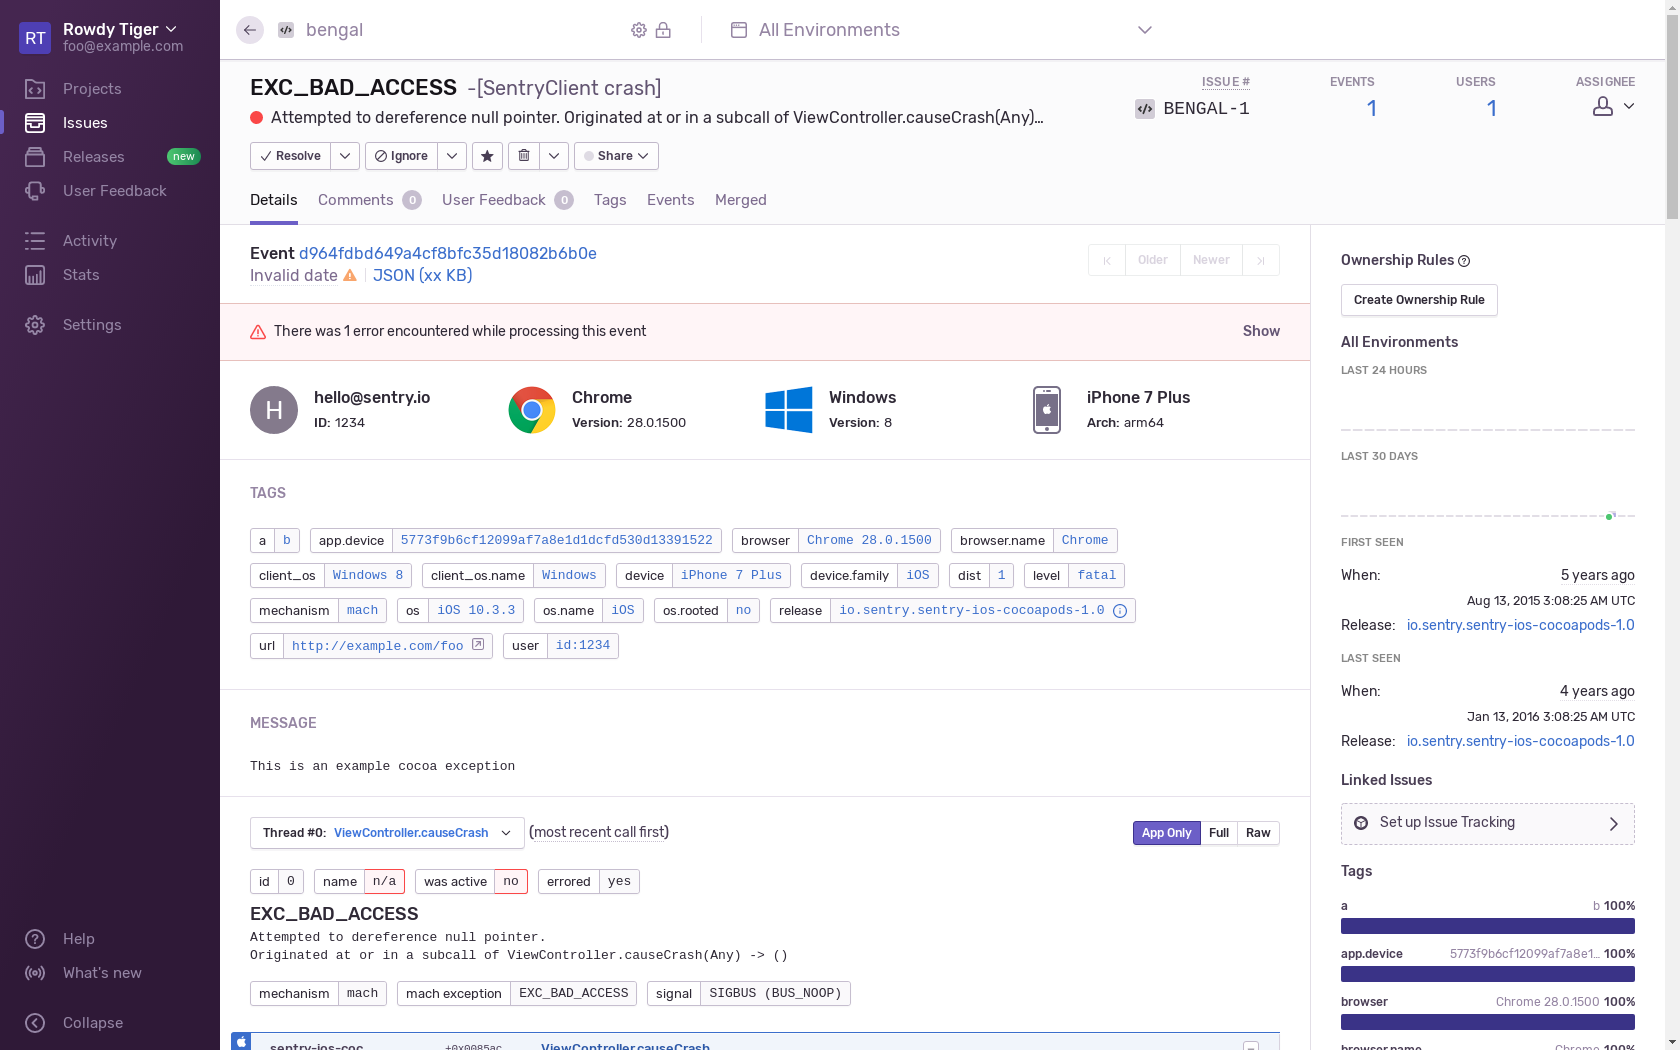 RT
Rowdy Tiger
foo@example.com
Projects
Issues
Releases
new
User Feedback
Activity
Stats
Settings
Help
What's new
Collapse
bengal
All Environments
EXC_BAD_ACCESS -[SentryClient crash]
Attempted to dereference null pointer. Originated at or in a subcall of ViewController.causeCrash(Any)...
ISSUE #
BENGAL-1
EVENTS
1
USERS
1
ASSIGNEE
Resolve
Ignore
Share
Details
Comments 0
User Feedback 0
Tags
Events
Merged
Event d964fdbd649a4cf8bfc35d18082b6b0e
Invalid date JSON (xx KB)
Older
Newer
There was 1 error encountered while processing this event
Show
H
hello@sentry.io
ID: 1234
Chrome
Version: 28.0.1500
Windows
Version: 8
iPhone 7 Plus
Arch: arm64
TAGS
a b app.device 5773f9b6cf12099af7a8e1d1dcfd530d13391522 browser Chrome 28.0.1500 browser.name Chrome
client_os Windows 8 client_os.name Windows device iPhone 7 Plus device.family iOS dist 1 level fatal
mechanism mach os iOS 10.3.3 os.name iOS os.rooted no release io.sentry.sentry-ios-cocoapods-1.0
url http://example.com/foo user id:1234
MESSAGE
This is an example cocoa exception
Thread #0: ViewController.causeCrash (most recent call first)
App Only Full Raw
id 0 name n/a was active no errored yes
EXC_BAD_ACCESS
Attempted to dereference null pointer.
Originated at or in a subcall of ViewController.causeCrash(Any) -> ()
mechanism mach mach exception EXC_BAD_ACCESS signal SIGBUS (BUS_NOOP)
sentry-ios-coc +0x0085ac ViewController.causeCrash
Ownership Rules
Create Ownership Rule
All Environments
LAST 24 HOURS
LAST 30 DAYS
FIRST SEEN
When: 5 years ago
Aug 13, 2015 3:08:25 AM UTC
Release: io.sentry.sentry-ios-cocoapods-1.0
LAST SEEN
When: 4 years ago
Jan 13, 2016 3:08:25 AM UTC
Release: io.sentry.sentry-ios-cocoapods-1.0
Linked Issues
Set up Issue Tracking
Tags
a b 100%
app.device 5773f9b6cf12099af7a8e1... 100%
browser Chrome 28.0.1500 100%
browser.name Chrome 100%